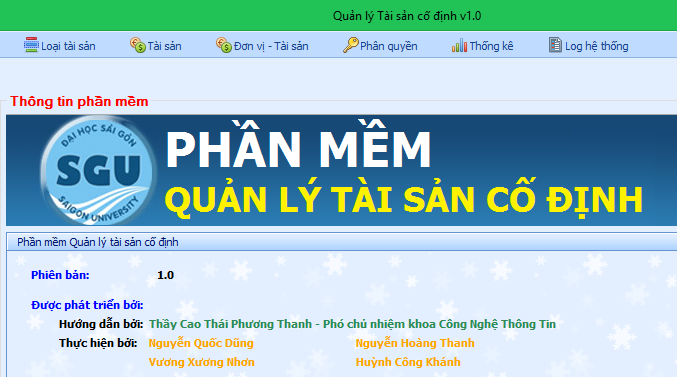 Quản lý Tài sản cố định v1.0
Loại tài sản Tài sản Đơn vị - Tài sản Phân quyền Thống kê Log hệ thống
Thông tin phần mềm
ĐẠI HỌC SÀI GÒN
SGU
SAIGON UNIVERSITY
PHẦN MỀM
QUẢN LÝ TÀI SẢN CỐ ĐỊNH
Phần mềm Quản lý tài sản cố định
Phiên bản: 1.0
Được phát triển bởi:
Hướng dẫn bởi: Thầy Cao Thái Phương Thanh - Phó chủ nhiệm khoa Công Nghệ Thông Tin
Thực hiện bởi: Nguyễn Quốc Dũng Nguyễn Hoàng Thanh
Vương Xương Nhơn Huỳnh Công Khánh